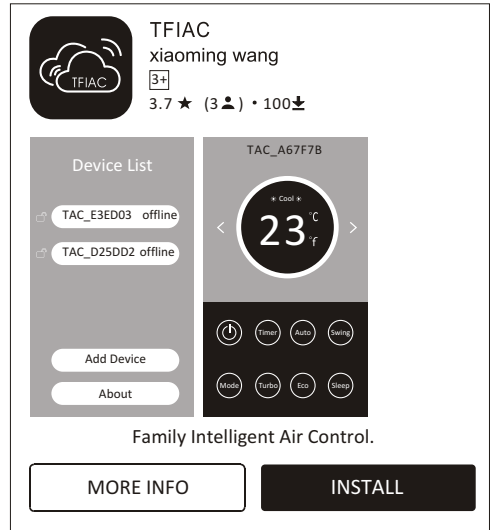 TFIAC
TFIAC
xiaoming wang
3+
3.7 ★ (3) • 100
Device List
TAC_E3ED03 offline
TAC_D25DD2 offline
Add Device
About
TAC_A67F7B
Cool
23 °C
°f
Timer Auto Swing
Mode Turbo Eco Sleep
Family Intelligent Air Control.
MORE INFO
INSTALL